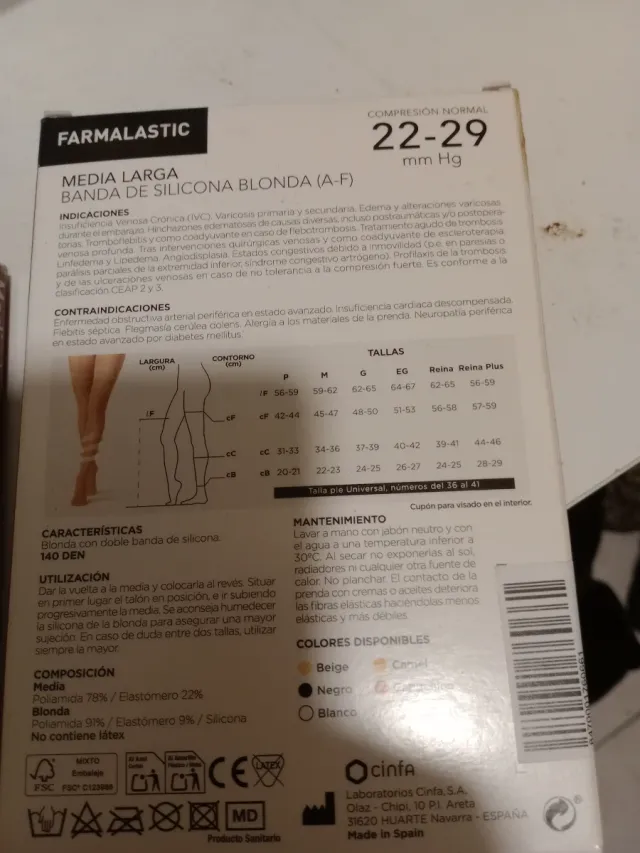 FARMALASTIC
COMPRESIÓN NORMAL
22-29
mm Hg
MEDIA LARGA
BANDA DE SILICONA BLONDA (A-F)
INDICACIONES
Insuficiencia Venosa Crónica (IVC). Varicosis primaria y secundaria. Edema y alteraciones varicosas
durante el embarazo. Hinchazones edematosas de causas diversas, incluso postraumáticas y/o postopera-
torias. Tromboflebitis y como coadyuvante en caso de flebotrombosis. Tratamiento agudo de trombosis
venosa profunda. Tras intervenciones quirúrgicas venosas y como coadyuvante de escleroterapia.
Linfedema y Lipedema. Angiodisplasia. Estados congestivos debido a inmovilidad (p.e. en paresias o
parálisis parciales de la extremidad inferior, síndrome congestivo artrógeno). Profilaxis de la trombosis
y de las ulceraciones venosas en caso de no tolerancia a la compresión fuerte. Es conforme a la
clasificación CEAP 2 y 3.
CONTRAINDICACIONES
Enfermedad obstructiva arterial periférica en estado avanzado. Insuficiencia cardiaca descompensada.
Flebitis séptica. Flegmasía cerúlea dolens. Alergia a los materiales de la prenda. Neuropatía periférica
en estado avanzado por diabetes mellitus.
LARGURA (cm)
CONTORNO (cm)
lF
cF
cC
cB
TALLAS
P M G EG Reina Reina Plus
lF 56-59 59-62 62-65 64-67 62-65 56-59
cF 42-44 45-47 48-50 51-53 56-58 57-59
cC 31-33 34-36 37-39 40-42 39-41 44-46
cB 20-21 22-23 24-25 26-27 24-25 28-29
Talla pie Universal, números del 36 al 41
Cupón para visado en el interior.
CARACTERÍSTICAS
Blonda con doble banda de silicona.
140 DEN
UTILIZACIÓN
Dar la vuelta a la media y colocarla al revés. Situar
en primer lugar el talón en posición, e ir subiendo
progresivamente la media. Se aconseja humedecer
la silicona de la blonda para asegurar una mayor
sujeción. En caso de duda entre dos tallas, utilizar
siempre la mayor.
COMPOSICIÓN
Media
Poliamida 78% / Elastómero 22%
Blonda
Poliamida 91% / Elastómero 9% / Silicona
No contiene látex
MANTENIMIENTO
Lavar a mano con jabón neutro y con
el agua a una temperatura inferior a
30ºC. Al secar no exponerlas al sol,
radiadores ni cualquier otra fuente de
calor. No planchar. El contacto de la
prenda con cremas o aceites deteriora
las fibras elásticas haciéndolas menos
elásticas y más débiles.
COLORES DISPONIBLES
Beige
Camel
Negro
Blanco
FSC
MIXTO
Embalaje
CE
LATEX
MD
Producto Sanitario
cinfa
Laboratorios Cinfa, S.A.
Olaz - Chipi, 10 P.I. Areta
31620 HUARTE Navarra - ESPAÑA
Made in Spain